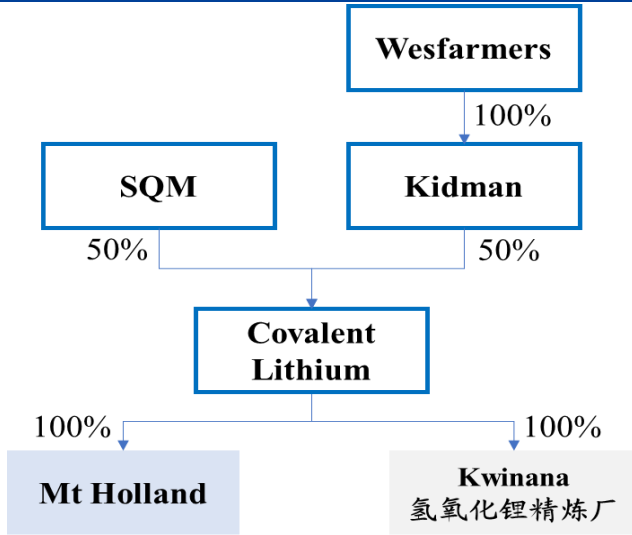 Wesfarmers
100%
SQM
Kidman
50%
50%
Covalent
Lithium
100%
100%
Mt Holland
Kwinana
氢氧化锂精炼厂